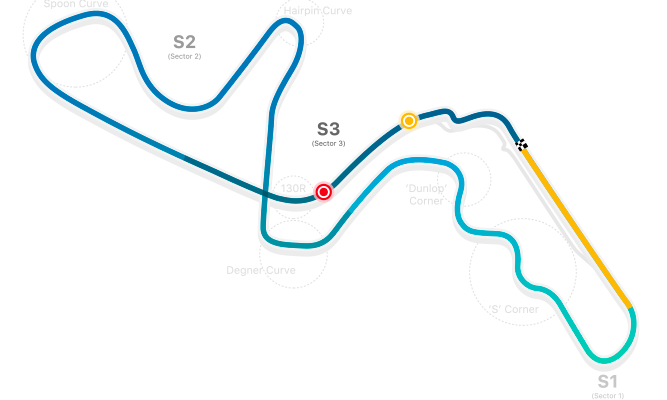 Spoon Curve
Hairpin Curve
S2
(Sector 2)
S3
(Sector 3)
130R
'Dunlop'
Corner
Degner Curve
'S' Corner
S1
(Sector 1)